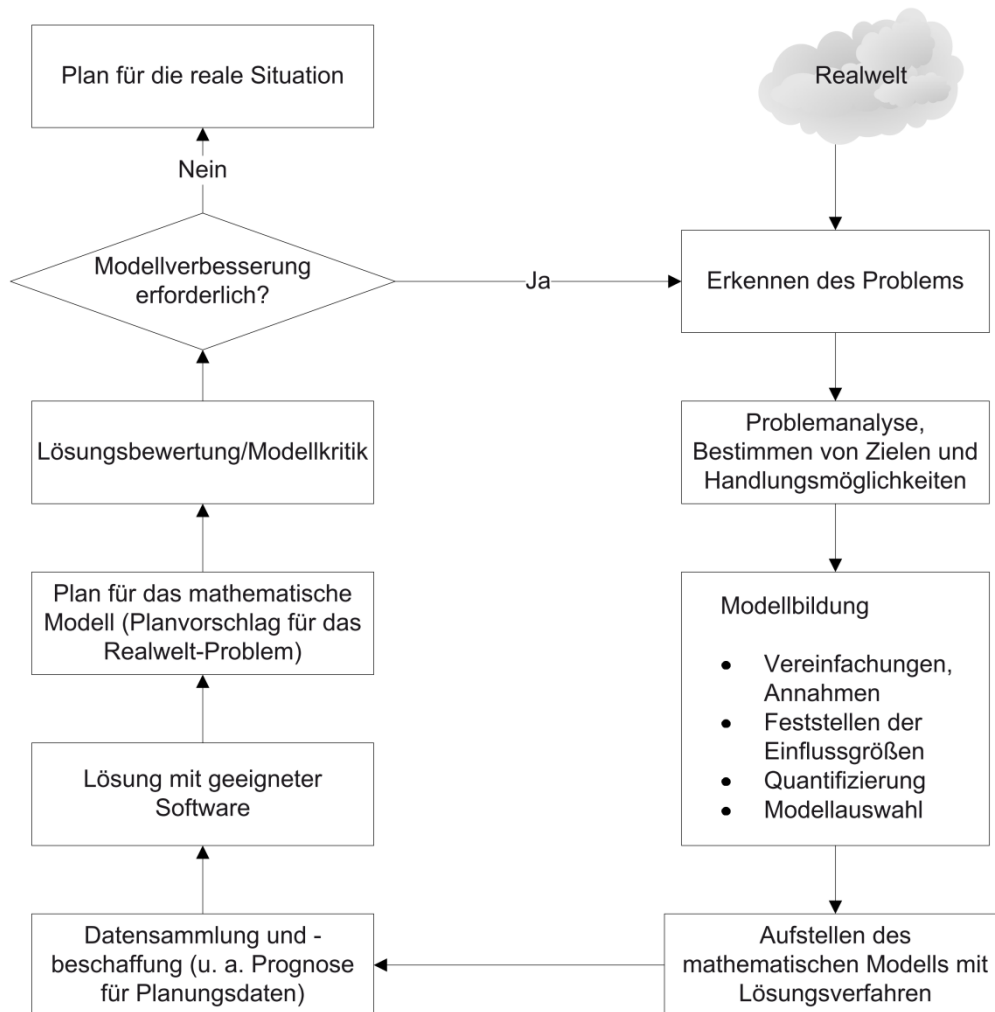 Realwelt
Erkennen des Problems
Problemanalyse,
Bestimmen von Zielen und
Handlungsmöglichkeiten
Modellbildung
• Vereinfachungen,
Annahmen
• Feststellen der
Einflussgrößen
• Quantifizierung
• Modellauswahl
Aufstellen des
mathematischen Modells mit
Lösungsverfahren
Datensammlung und -
beschaffung (u. a. Prognose
für Planungsdaten)
Lösung mit geeigneter
Software
Plan für das mathematische
Modell (Planvorschlag für das
Realwelt-Problem)
Lösungsbewertung/Modellkritik
Modellverbesserung
erforderlich?
Ja
Nein
Plan für die reale Situation